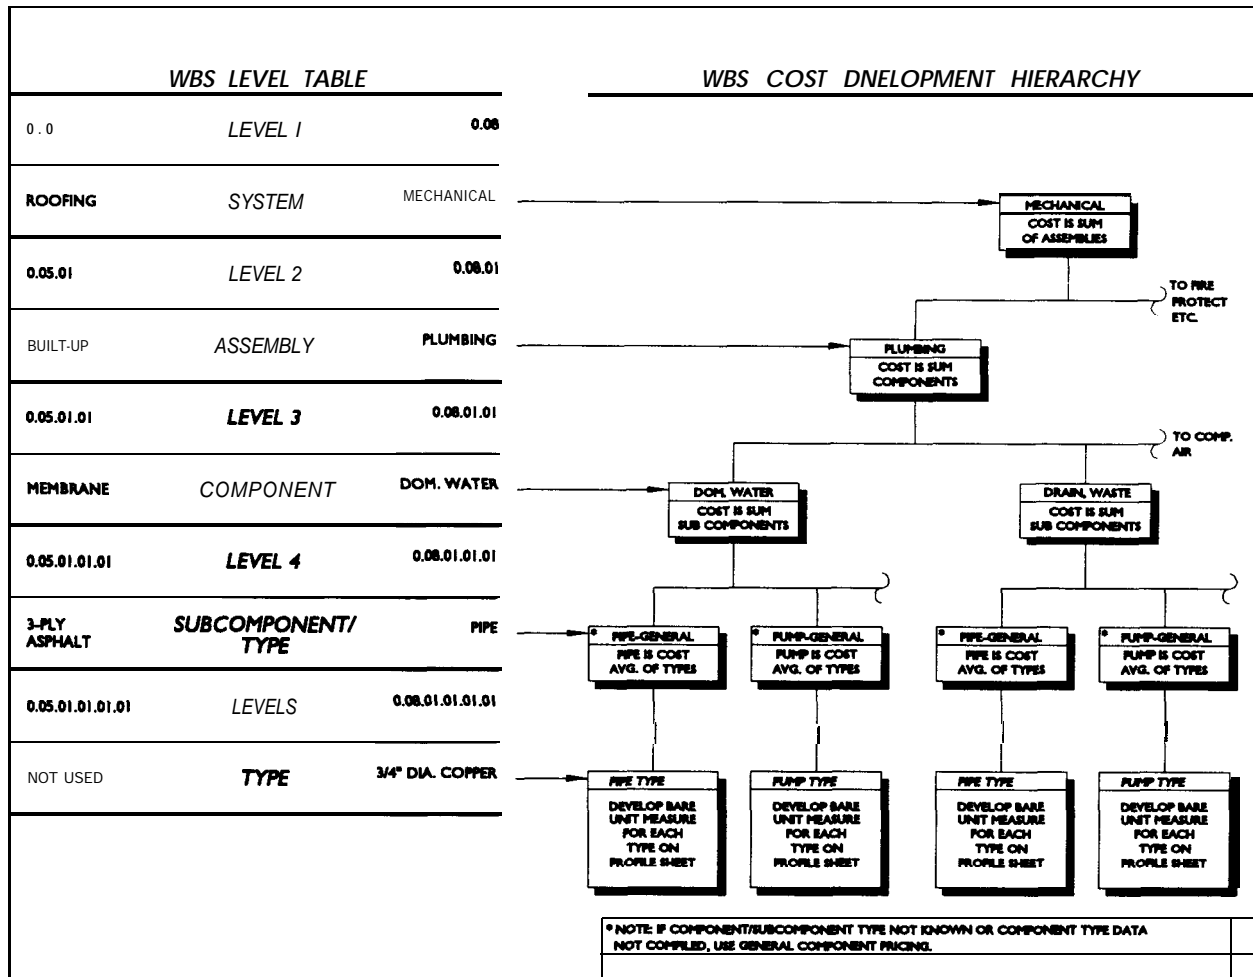 WBS LEVEL TABLE
0.0 LEVEL I 0.08
ROOFING SYSTEM MECHANICAL
0.05.01 LEVEL 2 0.08.01
BUILT-UP ASSEMBLY PLUMBING
0.05.01.01 LEVEL 3 0.08.01.01
MEMBRANE COMPONENT DOM. WATER
0.05.01.01.01 LEVEL 4 0.08.01.01.01
3-PLY
ASPHALT
SUBCOMPONENT/
TYPE
PIPE
0.05.01.01.01.01 LEVELS 0.08.01.01.01.01
NOT USED TYPE 3/4" DIA. COPPER
WBS COST DNELOPMENT HIERARCHY
MECHANICAL
COST IS SUM
OF ASSEMBLIES
TO FIRE
PROTECT
ETC.
PLUMBING
COST IS SUM
COMPONENTS
TO COMP.
AIR
DOM. WATER
COST IS SUM
SUB COMPONENTS
DRAIN, WASTE
COST IS SUM
SUB COMPONENTS
* PIPE-GENERAL
PIPE IS COST
AVG. OF TYPES
* PUMP-GENERAL
PUMP IS COST
AVG. OF TYPES
* PIPE-GENERAL
PIPE IS COST
AVG. OF TYPES
* PUMP-GENERAL
PUMP IS COST
AVG. OF TYPES
PIPE TYPE
DEVELOP BARE
UNIT MEASURE
FOR EACH
TYPE ON
PROFILE SHEET
PUMP TYPE
DEVELOP BARE
UNIT MEASURE
FOR EACH
TYPE ON
PROFILE SHEET
PIPE TYPE
DEVELOP BARE
UNIT MEASURE
FOR EACH
TYPE ON
PROFILE SHEET
PUMP TYPE
DEVELOP BARE
UNIT MEASURE
FOR EACH
TYPE ON
PROFILE SHEET
* NOTE: IF COMPONENT/SUBCOMPONENT TYPE NOT KNOWN OR COMPONENT TYPE DATA
NOT COMPILED, USE GENERAL COMPONENT PRICING.